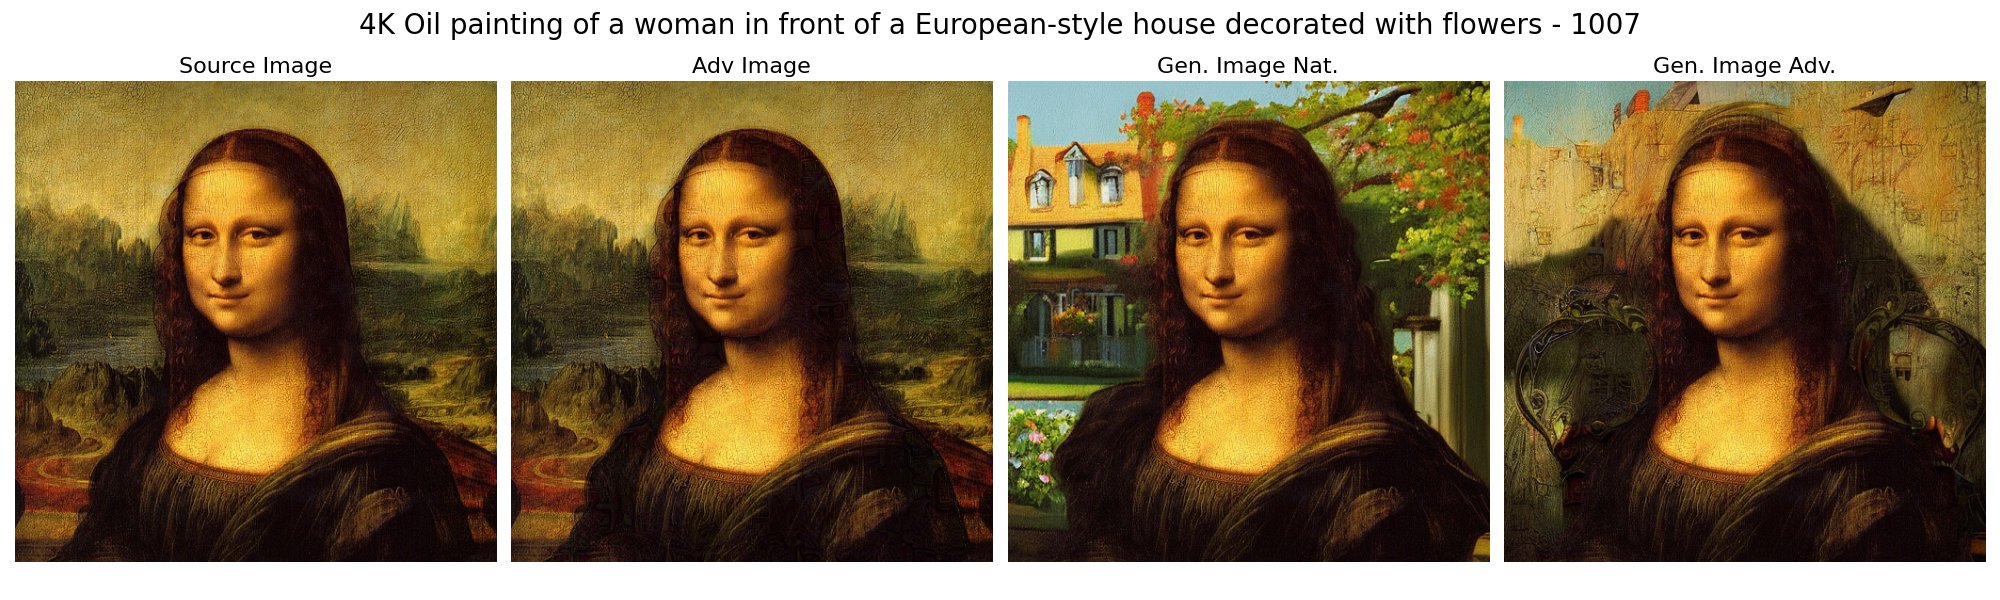 4K Oil painting of a woman in front of a European-style house decorated with flowers - 1007
Source Image
Adv Image
Gen. Image Nat.
Gen. Image Adv.